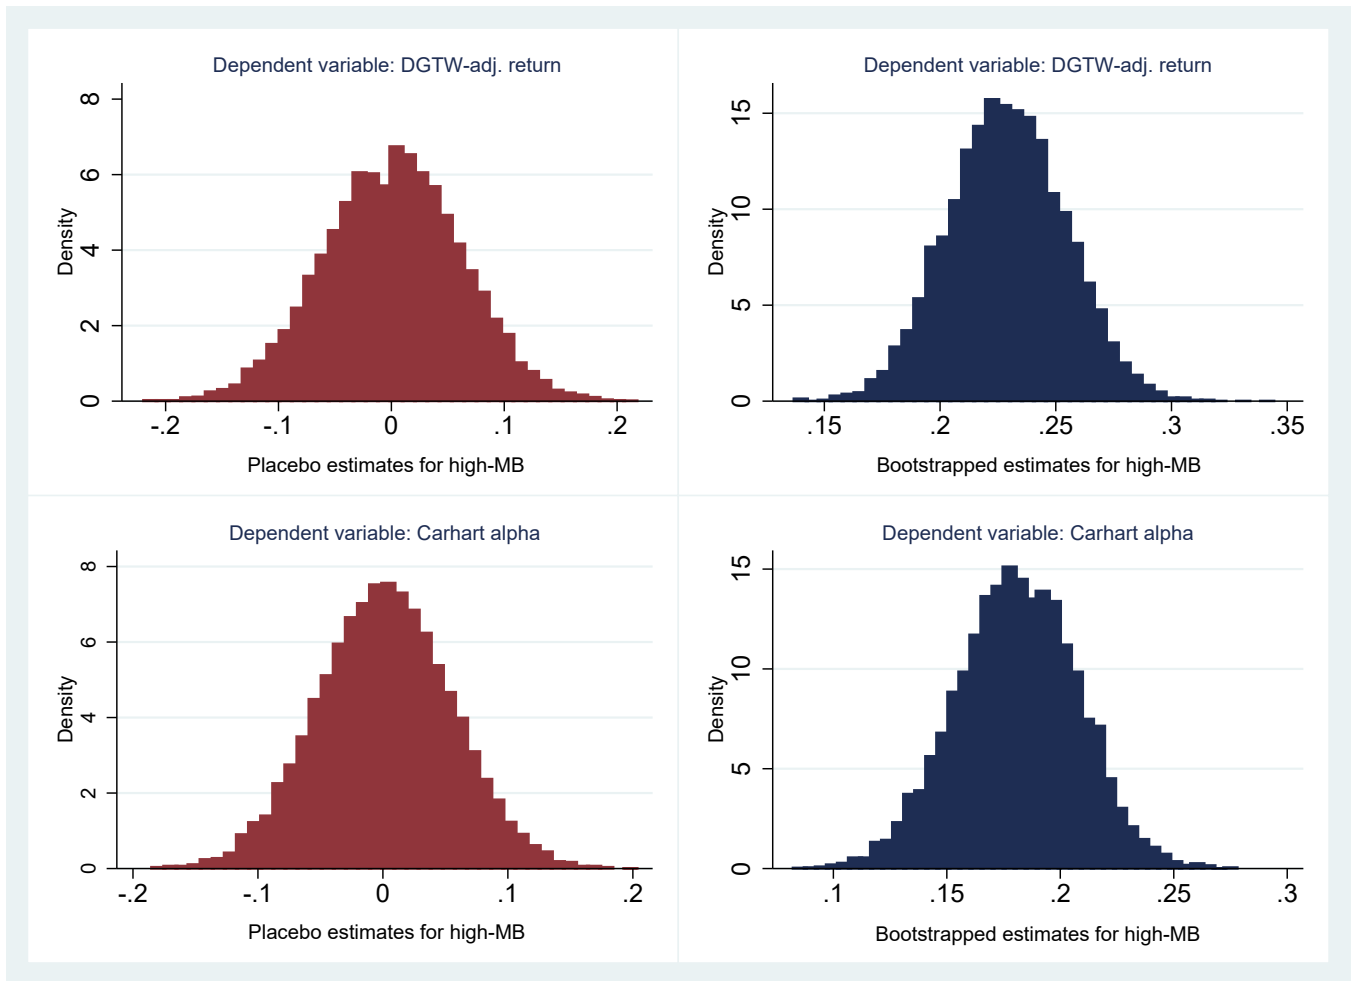 Dependent variable: DGTW-adj. return
Density
8
6
4
2
0
-.2 -.1 0 .1 .2
Placebo estimates for high-MB
Dependent variable: DGTW-adj. return
Density
15
10
5
0
.15 .2 .25 .3 .35
Bootstrapped estimates for high-MB
Dependent variable: Carhart alpha
Density
8
6
4
2
0
-.2 -.1 0 .1 .2
Placebo estimates for high-MB
Dependent variable: Carhart alpha
Density
15
10
5
0
.1 .15 .2 .25 .3
Bootstrapped estimates for high-MB